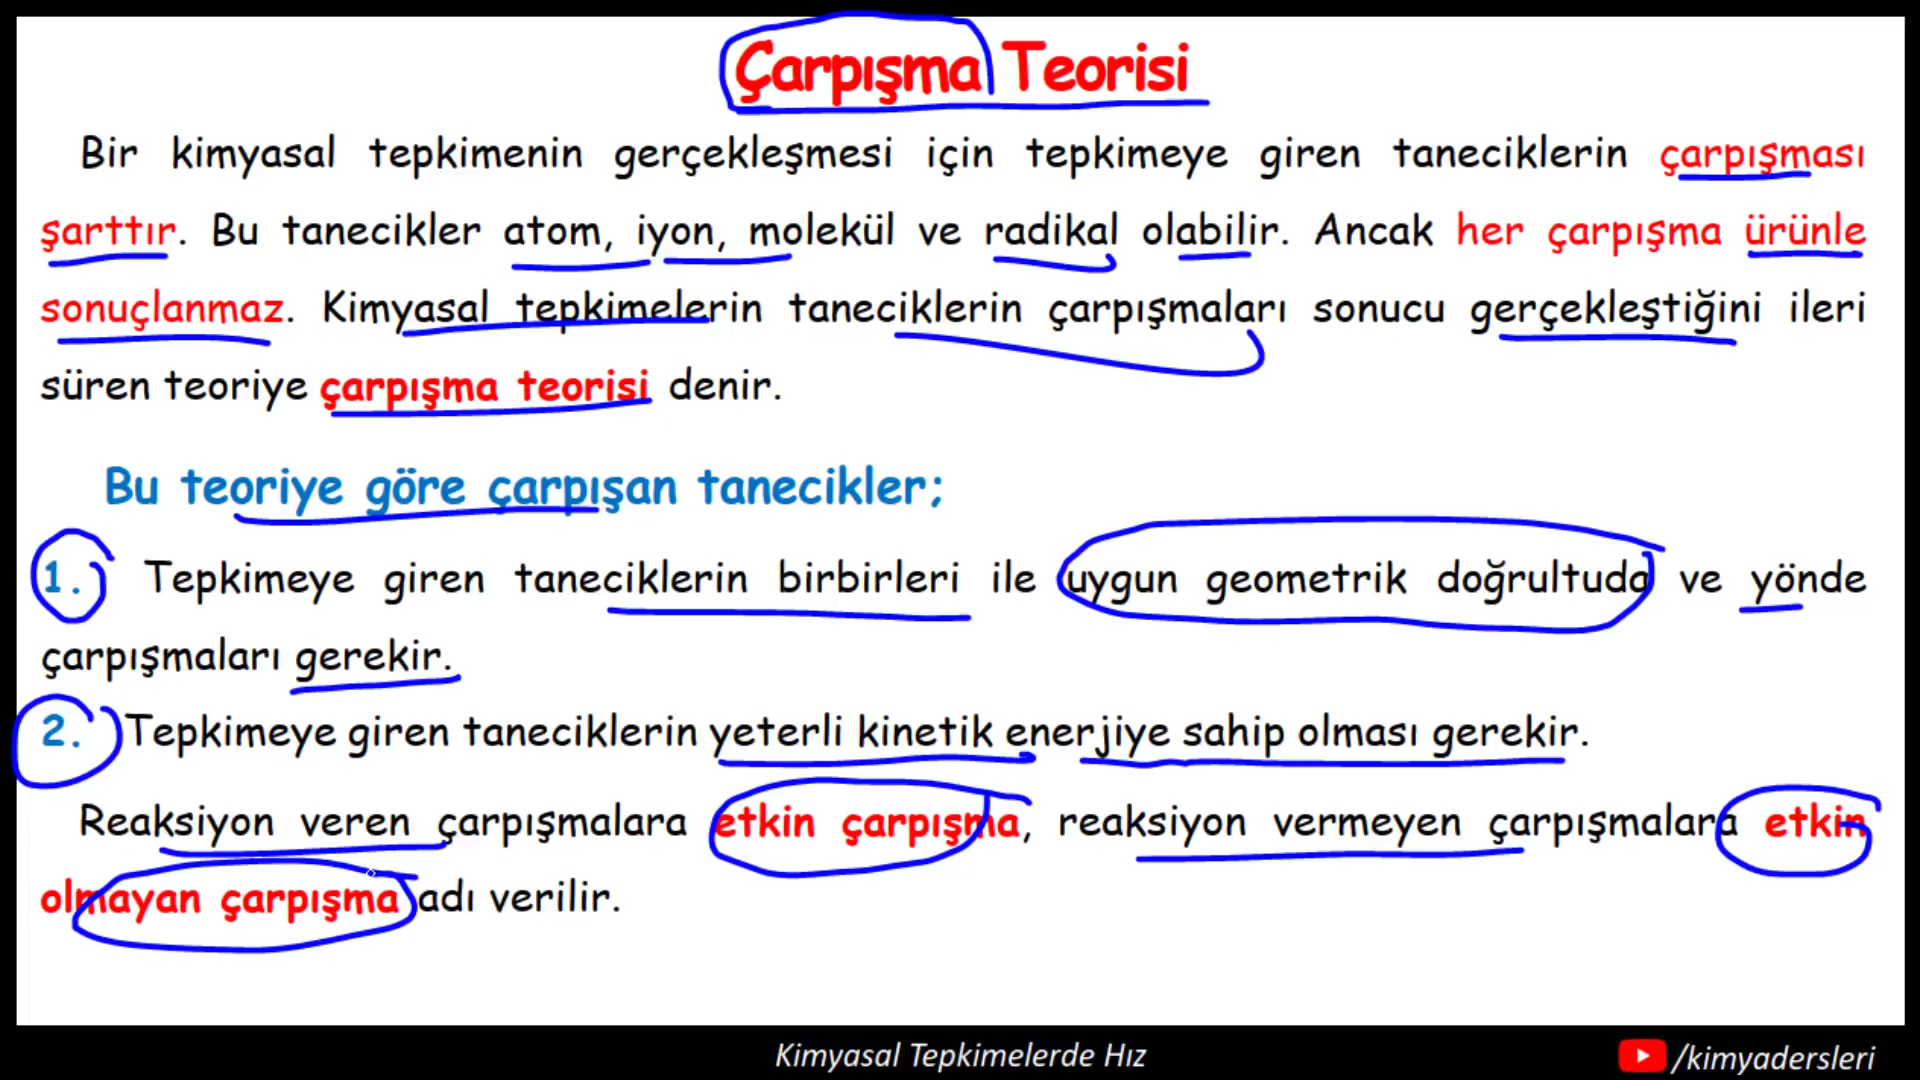 Çarpışma Teorisi
Bir kimyasal tepkimenin gerçekleşmesi için tepkimeye giren taneciklerin çarpışması
şarttır. Bu tanecikler atom, iyon, molekül ve radikal olabilir. Ancak her çarpışma ürünle
sonuçlanmaz. Kimyasal tepkimelerin taneciklerin çarpışmaları sonucu gerçekleştiğini ileri
süren teoriye çarpışma teorisi denir.
Bu teoriye göre çarpışan tanecikler;
1. Tepkimeye giren taneciklerin birbirleri ile uygun geometrik doğrultuda ve yönde
çarpışmaları gerekir.
2. Tepkimeye giren taneciklerin yeterli kinetik enerjiye sahip olması gerekir.
Reaksiyon veren çarpışmalara etkin çarpışma, reaksiyon vermeyen çarpışmalara etkin
olmayan çarpışma adı verilir.
Kimyasal Tepkimelerde Hız
/kimyadersleri